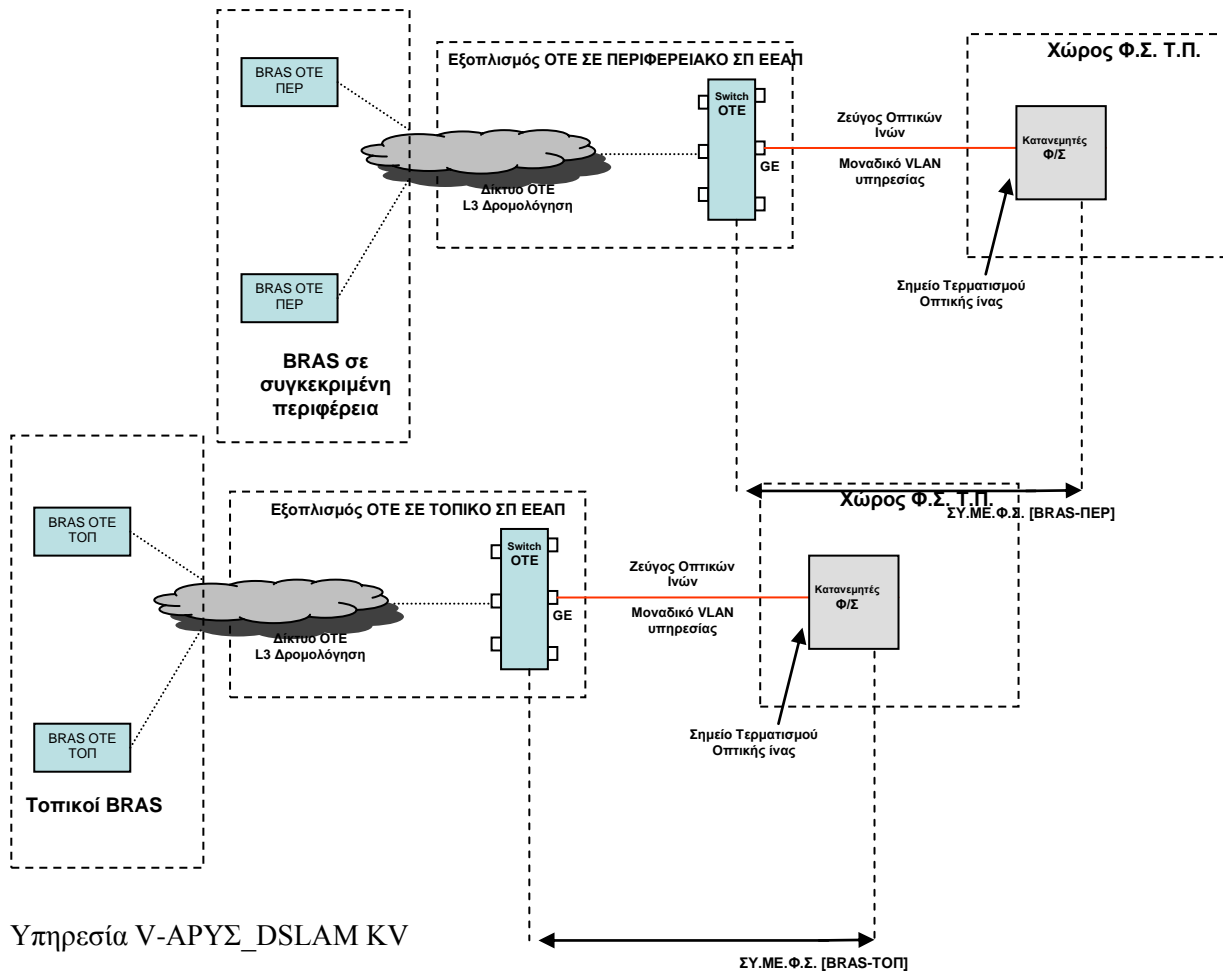 BRAS OTE
ΠΕΡ
Εξοπλισμός ΟΤΕ ΣΕ ΠΕΡΙΦΕΡΕΙΑΚΟ ΣΠ ΕΕΑΠ
Χώρος Φ.Σ. Τ.Π.
Switch
ΟΤΕ
Ζεύγος Οπτικών
Ινών
Κατανεμητές
Φ/Σ
GE
Μοναδικό VLAN
υπηρεσίας
Δίκτυο ΟΤΕ
L3 Δρομολόγηση
BRAS OTE
ΠΕΡ
Σημείο Τερματισμού
Οπτικής ίνας
BRAS σε
συγκεκριμένη
περιφέρεια
ΣΥ.ΜΕ.Φ.Σ. [BRAS-ΠΕΡ]
BRAS OTE
ΤΟΠ
Εξοπλισμός ΟΤΕ ΣΕ ΤΟΠΙΚΟ ΣΠ ΕΕΑΠ
Χώρος Φ.Σ. Τ.Π.
Switch
ΟΤΕ
Ζεύγος Οπτικών
Ινών
Κατανεμητές
Φ/Σ
GE
Μοναδικό VLAN
υπηρεσίας
Δίκτυο ΟΤΕ
L3 Δρομολόγηση
BRAS OTE
ΤΟΠ
Σημείο Τερματισμού
Οπτικής ίνας
Τοπικοί BRAS
Υπηρεσία V-ΑΡΥΣ_DSLAM KV
ΣΥ.ΜΕ.Φ.Σ. [BRAS-ΤΟΠ]